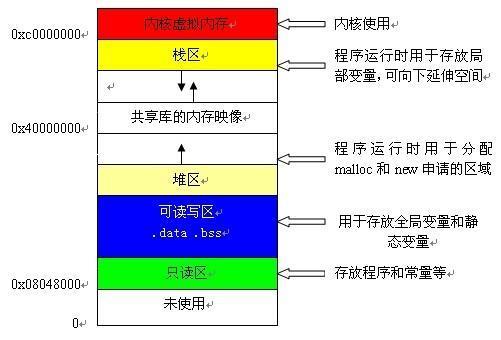 内核虚拟内存
内核使用
0xc0000000
栈区
程序运行时用于存放局
部变量,可向下延伸空间
共享库的内存映像
0x40000000
程序运行时用于分配
malloc 和 new 申请的区域
堆区
可读写区
.data .bss
用于存放全局变量和静
态变量
只读区
存放程序和常量等
0x08048000
未使用
0